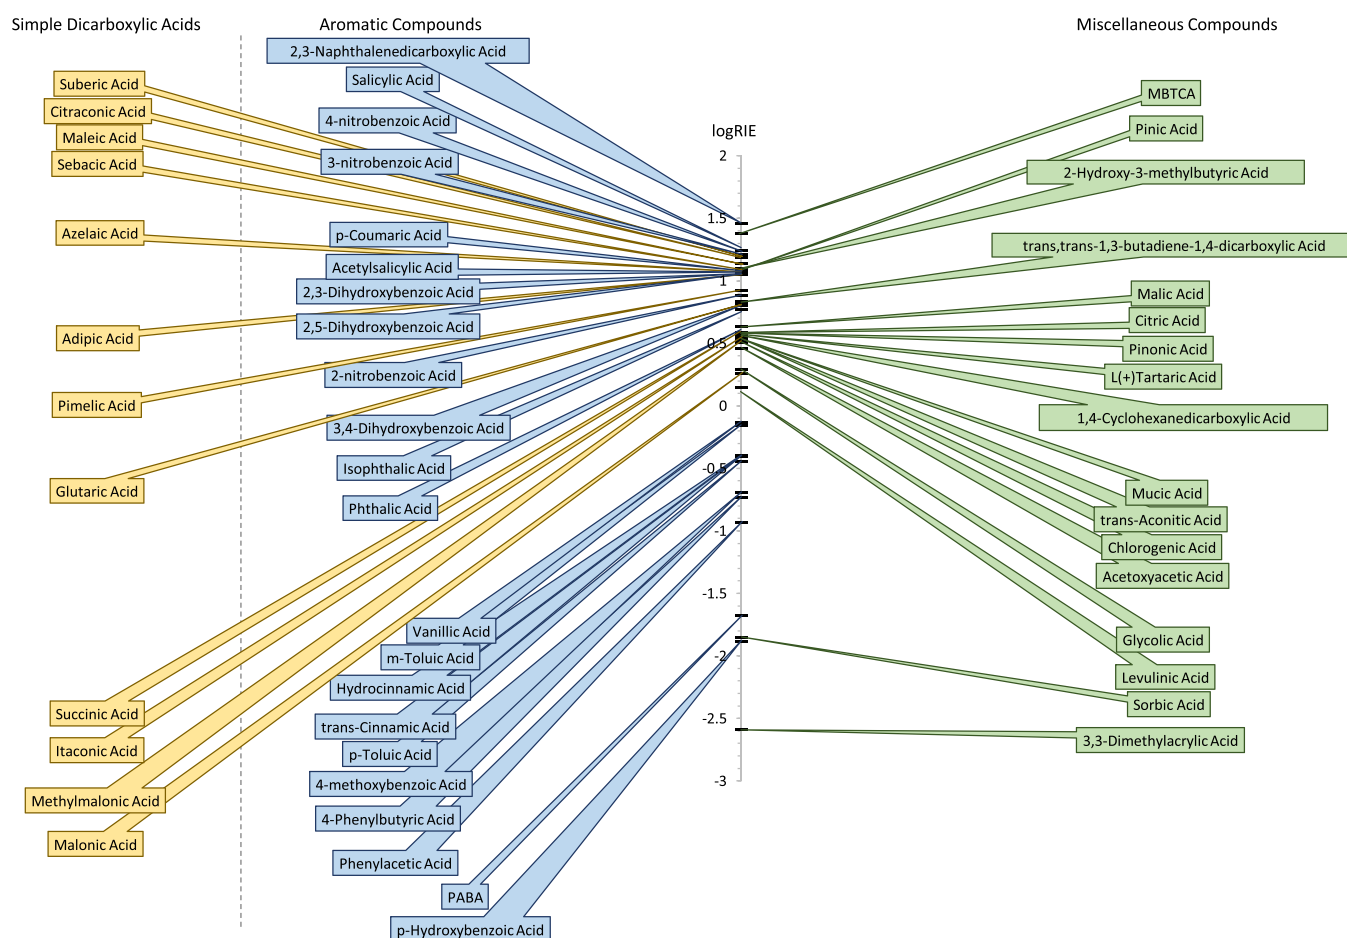 Simple Dicarboxylic Acids
Aromatic Compounds
Miscellaneous Compounds
Suberic Acid
Citraconic Acid
Maleic Acid
Sebacic Acid
Azelaic Acid
Adipic Acid
Pimelic Acid
Glutaric Acid
Succinic Acid
Itaconic Acid
Methylmalonic Acid
Malonic Acid
2,3-Naphthalenedicarboxylic Acid
Salicylic Acid
4-nitrobenzoic Acid
3-nitrobenzoic Acid
p-Coumaric Acid
Acetylsalicylic Acid
2,3-Dihydroxybenzoic Acid
2,5-Dihydroxybenzoic Acid
2-nitrobenzoic Acid
3,4-Dihydroxybenzoic Acid
Isophthalic Acid
Phthalic Acid
Vanillic Acid
m-Toluic Acid
Hydrocinnamic Acid
trans-Cinnamic Acid
p-Toluic Acid
4-methoxybenzoic Acid
4-Phenylbutyric Acid
Phenylacetic Acid
PABA
p-Hydroxybenzoic Acid
logRIE
2
1.5
1
0.5
0
-0.5
-1
-1.5
-2
-2.5
-3
MBTCA
Pinic Acid
2-Hydroxy-3-methylbutyric Acid
trans,trans-1,3-butadiene-1,4-dicarboxylic Acid
Malic Acid
Citric Acid
Pinonic Acid
L(+)Tartaric Acid
1,4-Cyclohexanedicarboxylic Acid
Mucic Acid
trans-Aconitic Acid
Chlorogenic Acid
Acetoxyacetic Acid
Glycolic Acid
Levulinic Acid
Sorbic Acid
3,3-Dimethylacrylic Acid